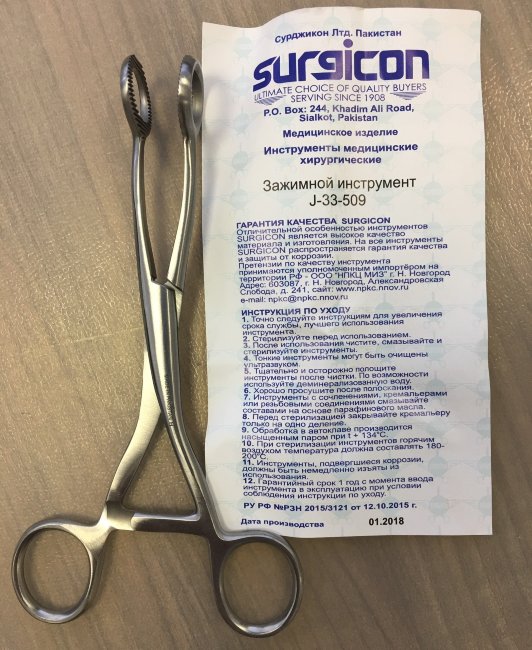 Сурджикон Лтд. Пакистан
surgicon
ULTIMATE CHOICE OF QUALITY BUYERS
SERVING SINCE 1908
P.O. Box: 244, Khadim Ali Road,
Sialkot, Pakistan
Медицинское изделие
Инструменты медицинские
хирургические
Зажимной инструмент
J-33-509
ГАРАНТИЯ КАЧЕСТВА SURGICON
Отличительной особенностью инструментов
SURGICON является высокое качество
материала и изготовления. На все инструменты
SURGICON распространяется гарантия качества
и защиты от коррозии.
Претензии по качеству инструмента
принимаются уполномоченным импортёром на
территории РФ - ООО "НПКЦ МИЗ" г. Н. Новгород
Адрес: 603087, г. Н. Новгород, Александровская
Слобода, д. 241, сайт: www.npkc.nnov.ru
e-mail: npkc@npkc.nnov.ru
ИНСТРУКЦИЯ ПО УХОДУ
1. Точно следуйте инструкциям для увеличения
срока службы, лучшего использования
инструмента.
2. Стерилизуйте перед использованием.
3. После использования чистите, смазывайте и
стерилизуйте инструменты.
4. Тонкие инструменты могут быть очищены
ультразвуком.
5. Тщательно и осторожно полощите
инструменты после чистки. По возможности
используйте деминерализованную воду.
6. Хорошо просушите после полоскания.
7. Инструменты с сочленениями, кремальерами
или резьбовыми соединениями смазывайте
составами на основе парафинового масла.
8. Перед стерилизацией закрывайте кремальеру
только на одно деление.
9. Обработка в автоклаве производится
насыщенным паром при t + 134°С.
10. При стерилизации инструментов горячим
воздухом температура должна составлять 180-
200°С.
11. Инструменты, подвергшиеся коррозии,
должны быть немедленно изъяты из
использования.
12. Гарантийный срок 1 год с момента ввода
инструмента в эксплуатацию при условии
соблюдения инструкции по уходу.
РУ РФ №РЗН 2015/3121 от 12.10.2015 г.
Дата производства 01.2018